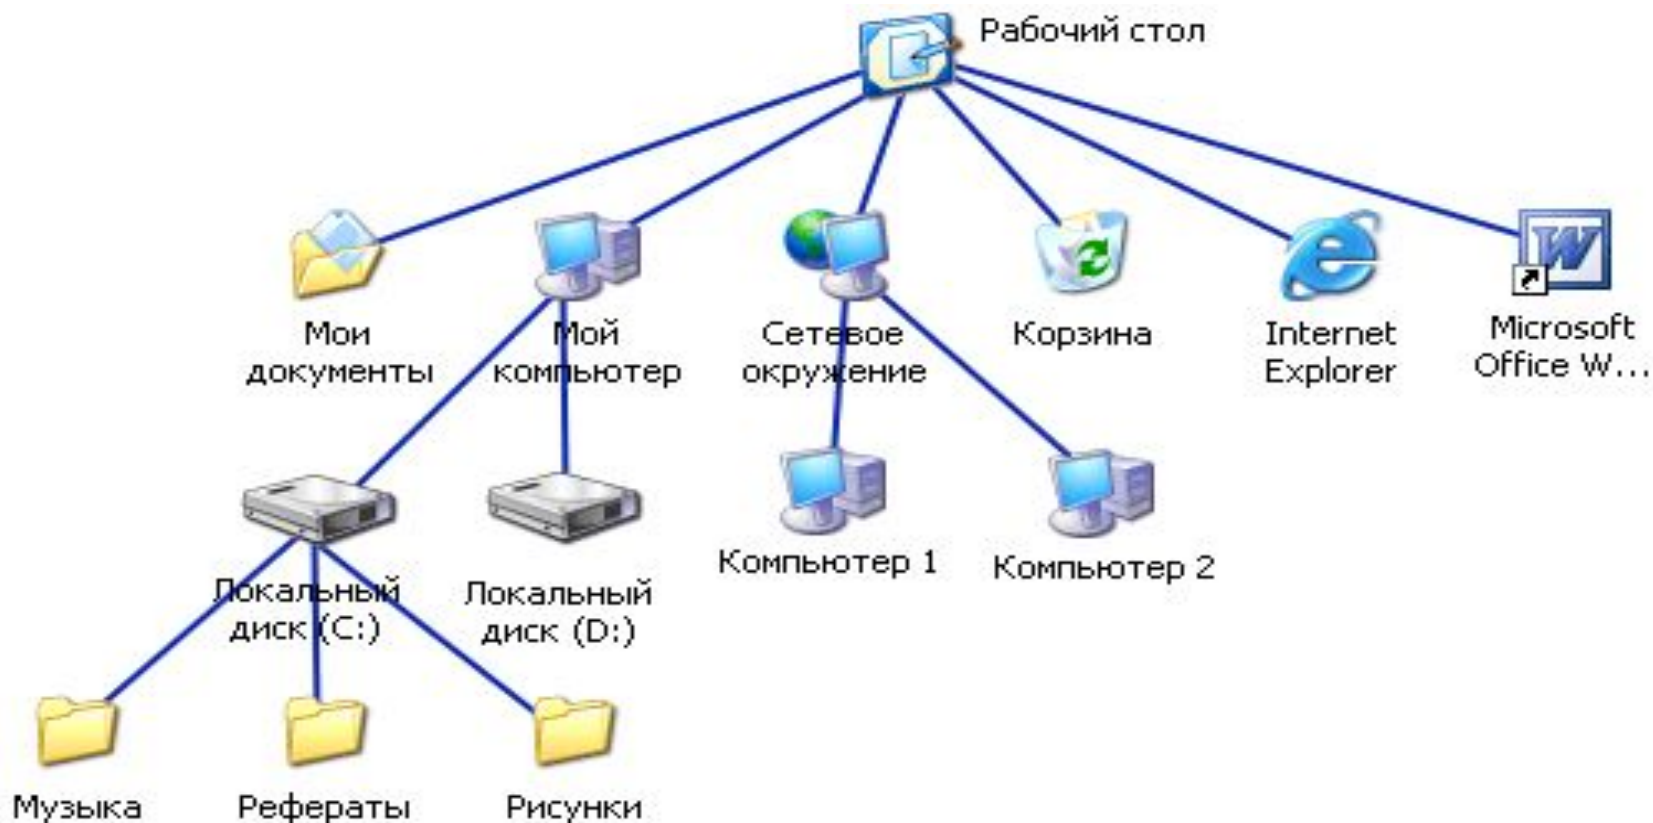 Рабочий стол
Мои
документы
Мой
компьютер
Сетевое
окружение
Корзина
Internet
Explorer
Microsoft
Office W...
Локальный
диск (C:)
Локальный
диск (D:)
Компьютер 1
Компьютер 2
Музыка
Рефераты
Рисунки